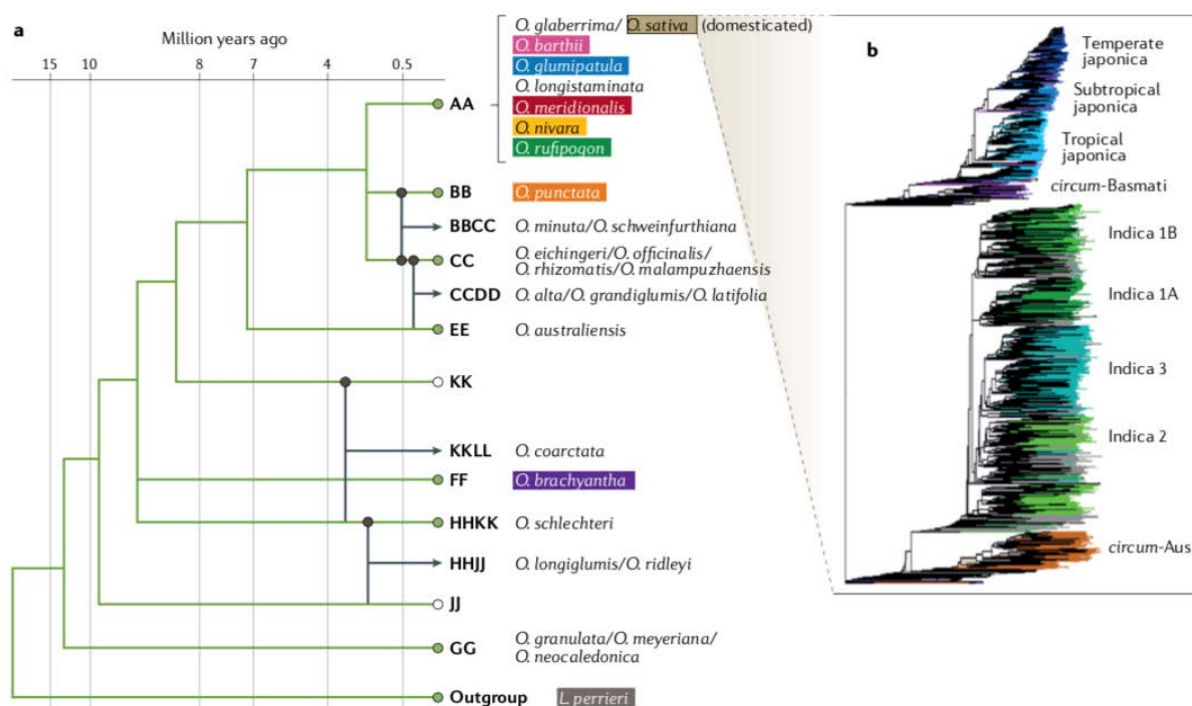 a
Million years ago
15 10 8 7 4 0.5
AA
O. glaberrima/ O. sativa (domesticated)
O. barthii
O. glumipatula
O. longistaminata
O. meridionalis
O. nivara
O. rufipogon
BB O. punctata
BBCC O. minuta/O. schweinfurthiana
CC O. eichingeri/O. officinalis/
O. rhizomatis/O. malampuzhaensis
CCDD O. alta/O. grandiglumis/O. latifolia
EE O. australiensis
KK
KKLL O. coarctata
FF O. brachyantha
HHKK O. schlechteri
HHJJ O. longiglumis/O. ridleyi
JJ
GG O. granulata/O. meyeriana/
O. neocaledonica
Outgroup L. perrieri
b
Temperate
japonica
Subtropical
japonica
Tropical
japonica
circum-Basmati
Indica 1B
Indica 1A
Indica 3
Indica 2
circum-Aus